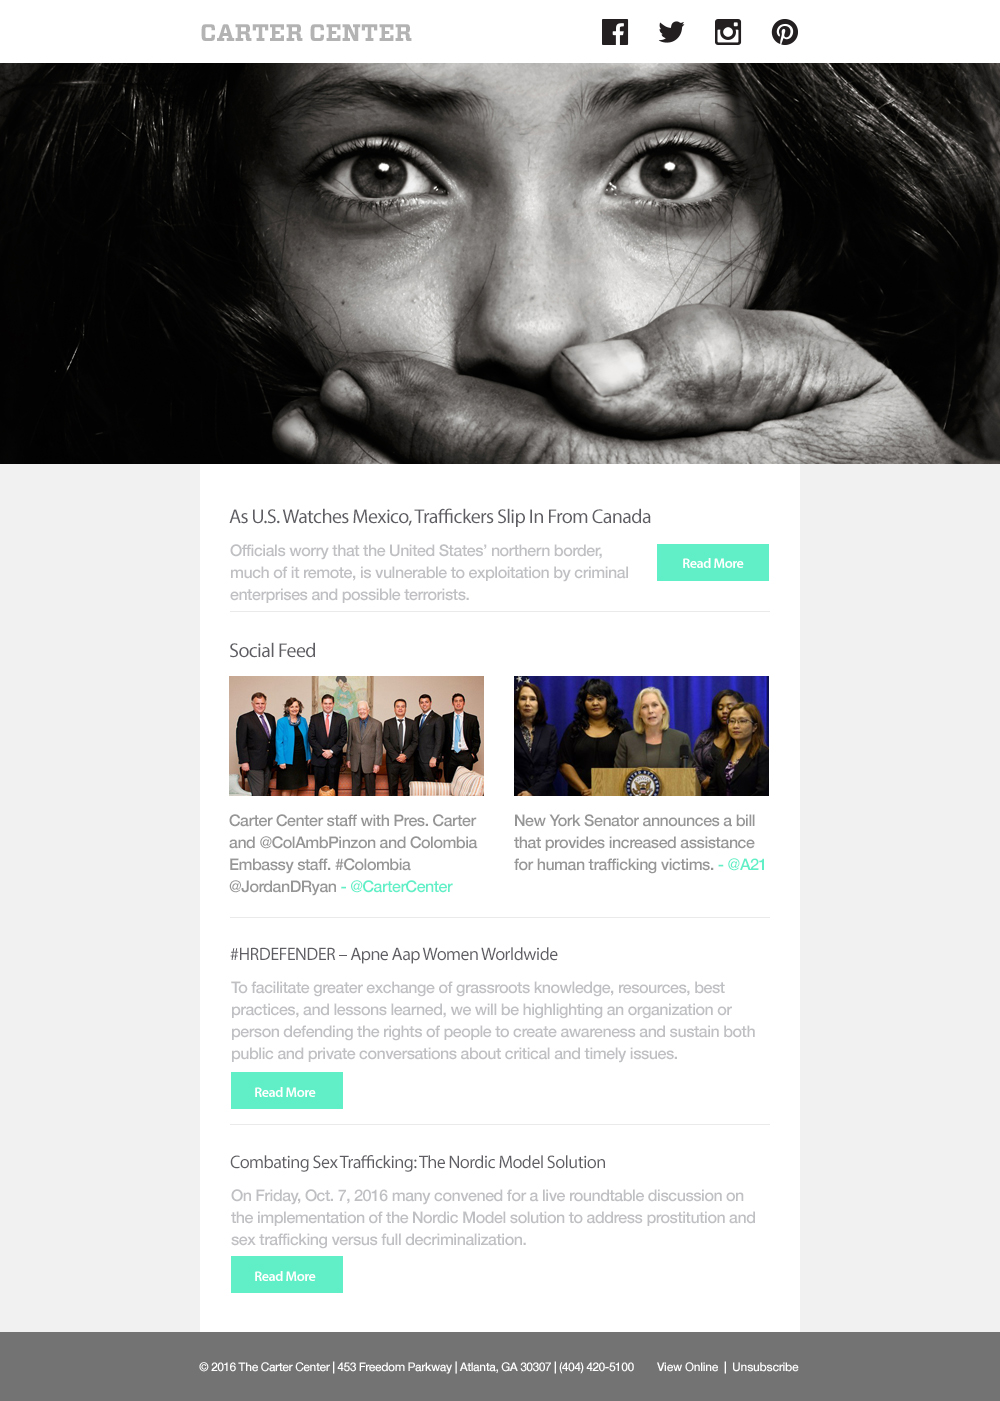 CARTER CENTER
As U.S. Watches Mexico, Traffickers Slip In From Canada
Officials worry that the United States’ northern border,
much of it remote, is vulnerable to exploitation by criminal
enterprises and possible terrorists.
Read More
Social Feed
Carter Center staff with Pres. Carter
and @ColAmbPinzon and Colombia
Embassy staff. #Colombia
@JordanDRyan - @CarterCenter
New York Senator announces a bill
that provides increased assistance
for human trafficking victims. - @A21
#HRDEFENDER – Apne Aap Women Worldwide
To facilitate greater exchange of grassroots knowledge, resources, best
practices, and lessons learned, we will be highlighting an organization or
person defending the rights of people to create awareness and sustain both
public and private conversations about critical and timely issues.
Read More
Combating Sex Trafficking: The Nordic Model Solution
On Friday, Oct. 7, 2016 many convened for a live roundtable discussion on
the implementation of the Nordic Model solution to address prostitution and
sex trafficking versus full decriminalization.
Read More
© 2016 The Carter Center | 453 Freedom Parkway | Atlanta, GA 30307 | (404) 420-5100 View Online | Unsubscribe